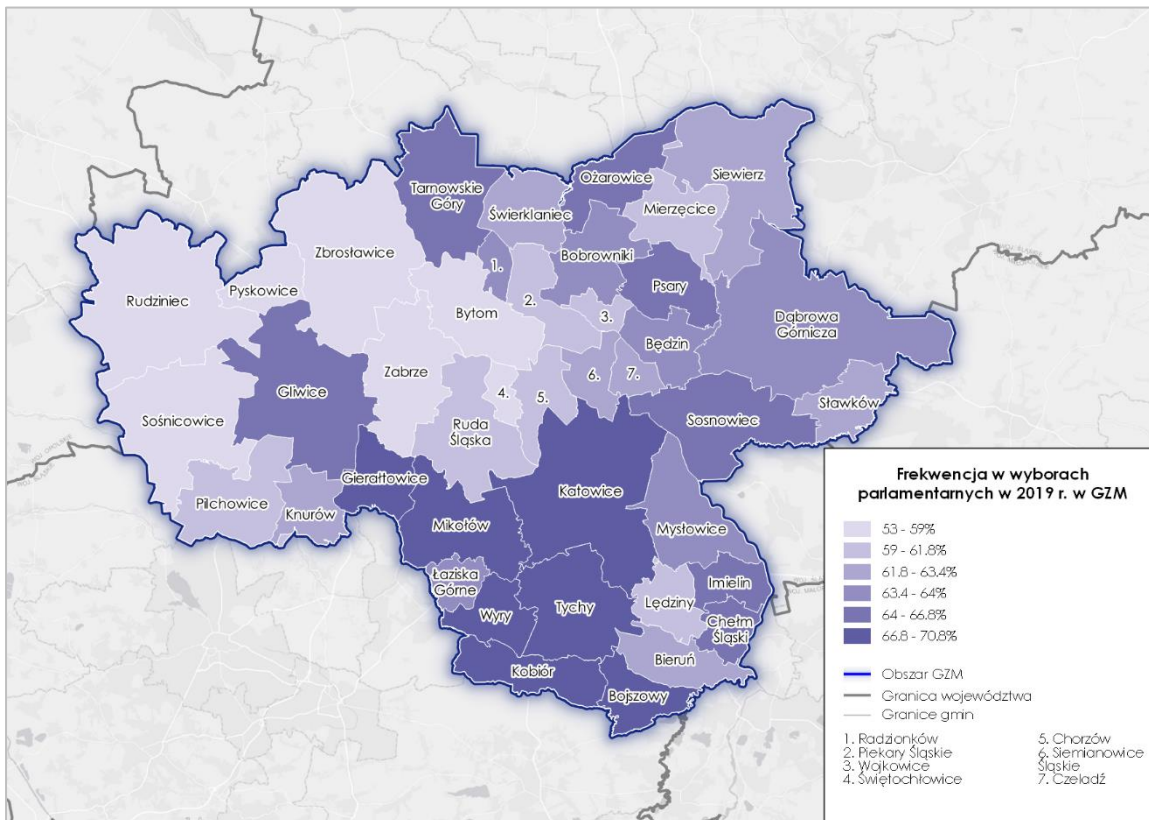 Tarnowskie
Góry
Świerklaniec
Ożarowice
Siewierz
Mierzęcice
Zbrosławice
1.
Bobrowniki
2.
Psary
Rudziniec
Pyskowice
Bytom
3.
Dąbrowa
Górnicza
Będzin
Gliwice
Zabrze
4.
5.
6.
7.
Sośnicowice
Ruda
Śląska
Sosnowiec
Sławków
Pilchowice
Knurów
Gierałtowice
Katowice
Mikołów
Mysłowice
Łaziska
Górne
Wyry
Tychy
Lędziny
Imielin
Chełm
Śląski
Bieruń
Kobiór
Bojszowy
Frekwencja w wyborach
parlamentarnych w 2019 r. w GZM
53 - 59%
59 - 61.8%
61.8 - 63.4%
63.4 - 64%
64 - 66.8%
66.8 - 70.8%
Obszar GZM
Granica województwa
Granice gmin
1. Radzionków
2. Piekary Śląskie
3. Wojkowice
4. Świętochłowice
5. Chorzów
6. Siemianowice
Śląskie
7. Czeladź